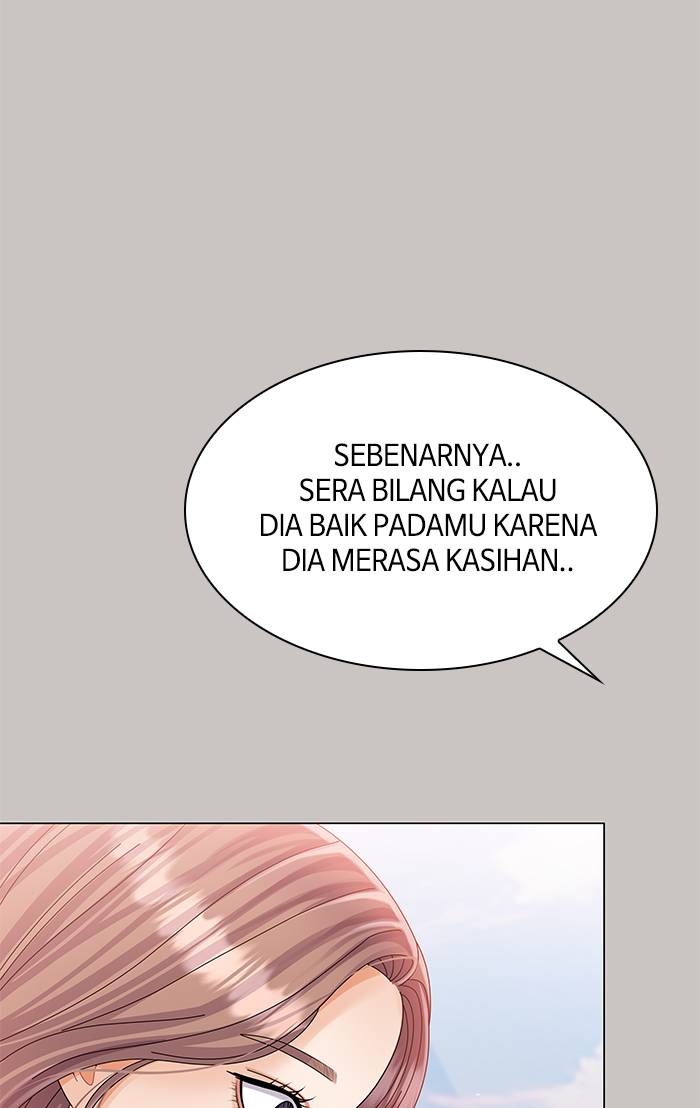 SEBENARNYA..
SERA BILANG KALAU
DIA BAIK PADAMU KARENA
DIA MERASA KASIHAN..